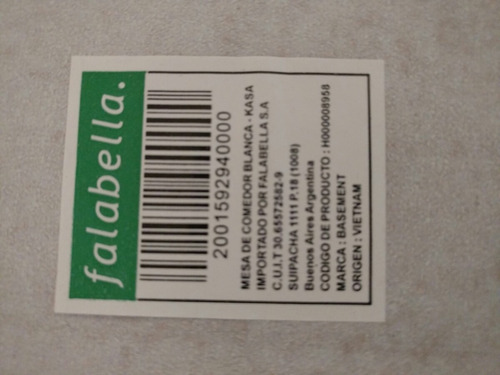 falabella.
2001592940000
MESA DE COMEDOR BLANCA - KASA
IMPORTADO POR FALABELLA S.A
C.U.I.T 30.65572582-9
SUIPACHA 1111 P.18 (1008)
Buenos Aires Argentina
CODIGO DE PRODUCTO : H000008958
MARCA : BASEMENT
ORIGEN : VIETNAM